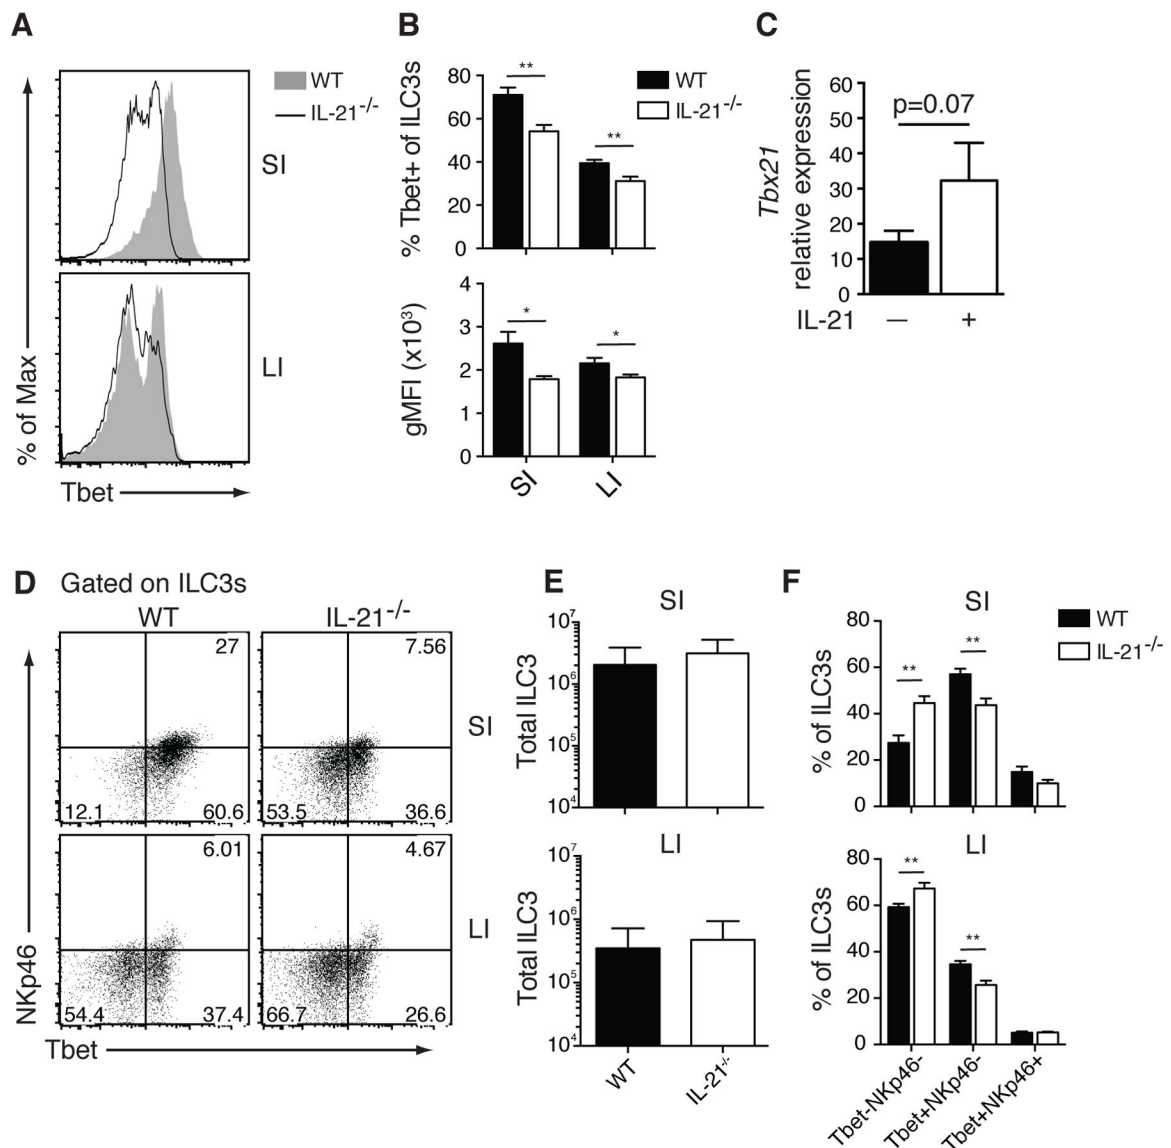 A
WT
IL-21-/-
SI
LI
% of Max
Tbet
B
WT
IL-21-/-
% Tbet+ of ILC3s
80
60
40
20
0
**
**
gMFI (x10³)
4
3
2
1
0
*
*
SI
LI
C
Tbx21
relative expression
60
50
40
30
20
10
0
p=0.07
IL-21
—
+
D
Gated on ILC3s
WT
IL-21-/-
27
12.1
60.6
7.56
53.5
36.6
SI
6.01
54.4
37.4
4.67
66.7
26.6
LI
NKp46
Tbet
E
SI
Total ILC3
10⁷
10⁶
10⁵
10⁴
LI
Total ILC3
10⁷
10⁶
10⁵
10⁴
WT
IL-21-/-
F
SI
WT
IL-21-/-
% of ILC3s
80
60
40
20
0
**
**
LI
% of ILC3s
80
60
40
20
0
**
**
Tbet-NKp46-
Tbet+NKp46-
Tbet+NKp46+